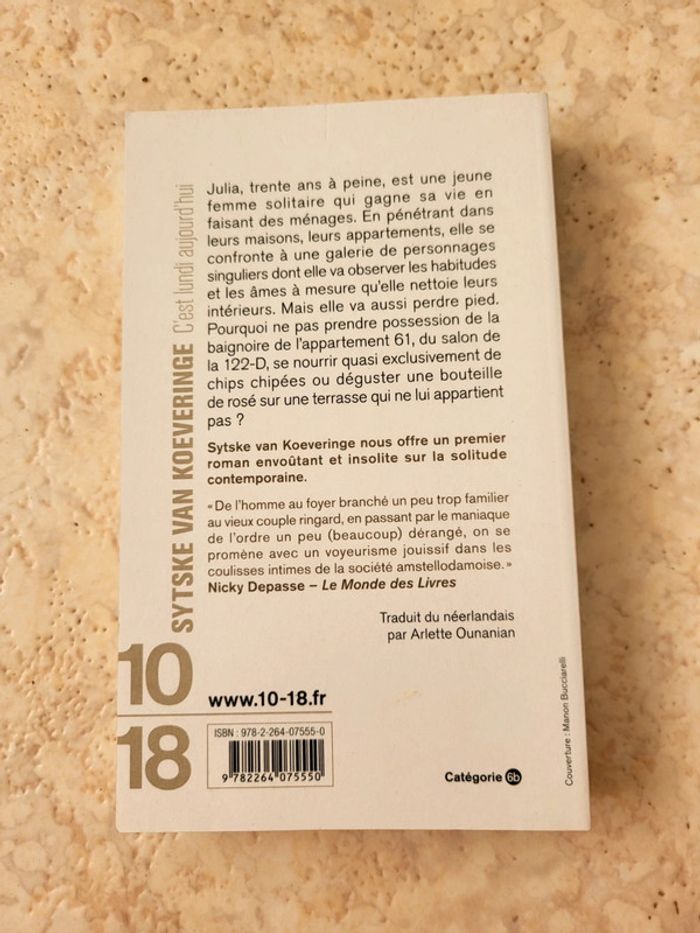 SYTSKE VAN KOEVERINGE C'est lundi aujourd'hui
Julia, trente ans à peine, est une jeune
femme solitaire qui gagne sa vie en
faisant des ménages. En pénétrant dans
leurs maisons, leurs appartements, elle se
confronte à une galerie de personnages
singuliers dont elle va observer les habitudes
et les âmes à mesure qu'elle nettoie leurs
intérieurs. Mais elle va aussi perdre pied.
Pourquoi ne pas prendre possession de la
baignoire de l'appartement 61, du salon de
la 122-D, se nourrir quasi exclusivement de
chips chipées ou déguster une bouteille
de rosé sur une terrasse qui ne lui appartient
pas ?
Sytske van Koeveringe nous offre un premier
roman envoûtant et insolite sur la solitude
contemporaine.
« De l'homme au foyer branché un peu trop familier
au vieux couple ringard, en passant par le maniaque
de l'ordre un peu (beaucoup) dérangé, on se
promène avec un voyeurisme jouissif dans les
coulisses intimes de la société amstellodamoise. »
Nicky Depasse – Le Monde des Livres
Traduit du néerlandais
par Arlette Ounanian
10
18
www.10-18.fr
ISBN : 978-2-264-07555-0
9 782264 075550
Catégorie 6b
Couverture : Manon Bucciarelli